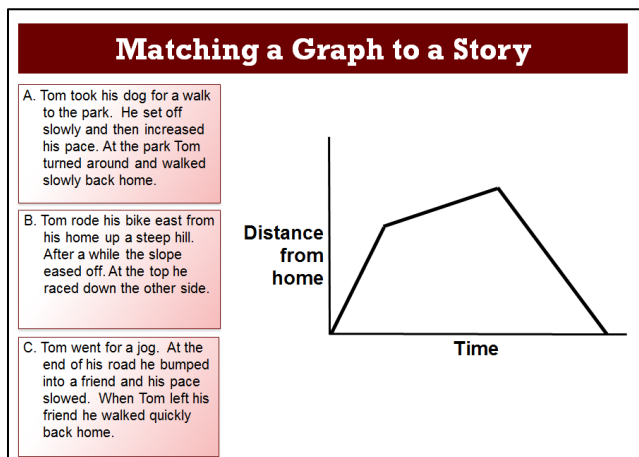 Matching a Graph to a Story
A. Tom took his dog for a walk
to the park. He set off
slowly and then increased
his pace. At the park Tom
turned around and walked
slowly back home.
B. Tom rode his bike east from
his home up a steep hill.
After a while the slope
eased off. At the top he
raced down the other side.
C. Tom went for a jog. At the
end of his road he bumped
into a friend and his pace
slowed. When Tom left his
friend he walked quickly
back home.
Distance
from
home
Time